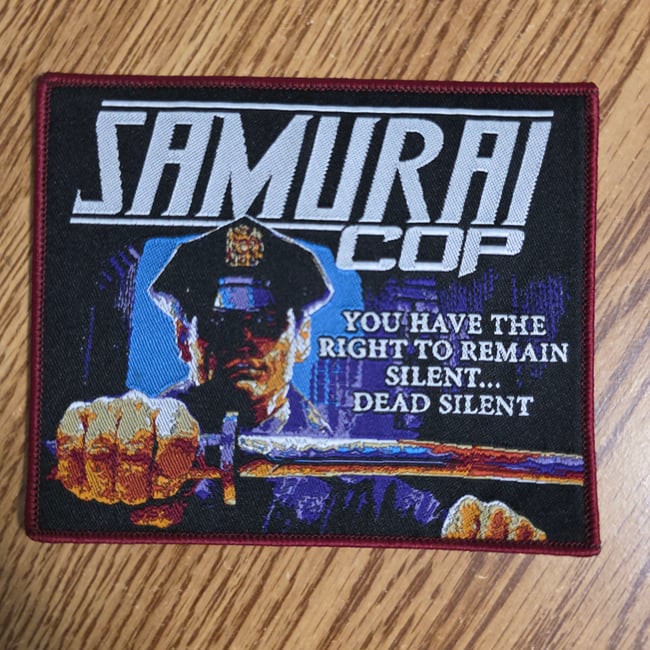 SAMURAI
COP
YOU HAVE THE
RIGHT TO REMAIN
SILENT...
DEAD SILENT